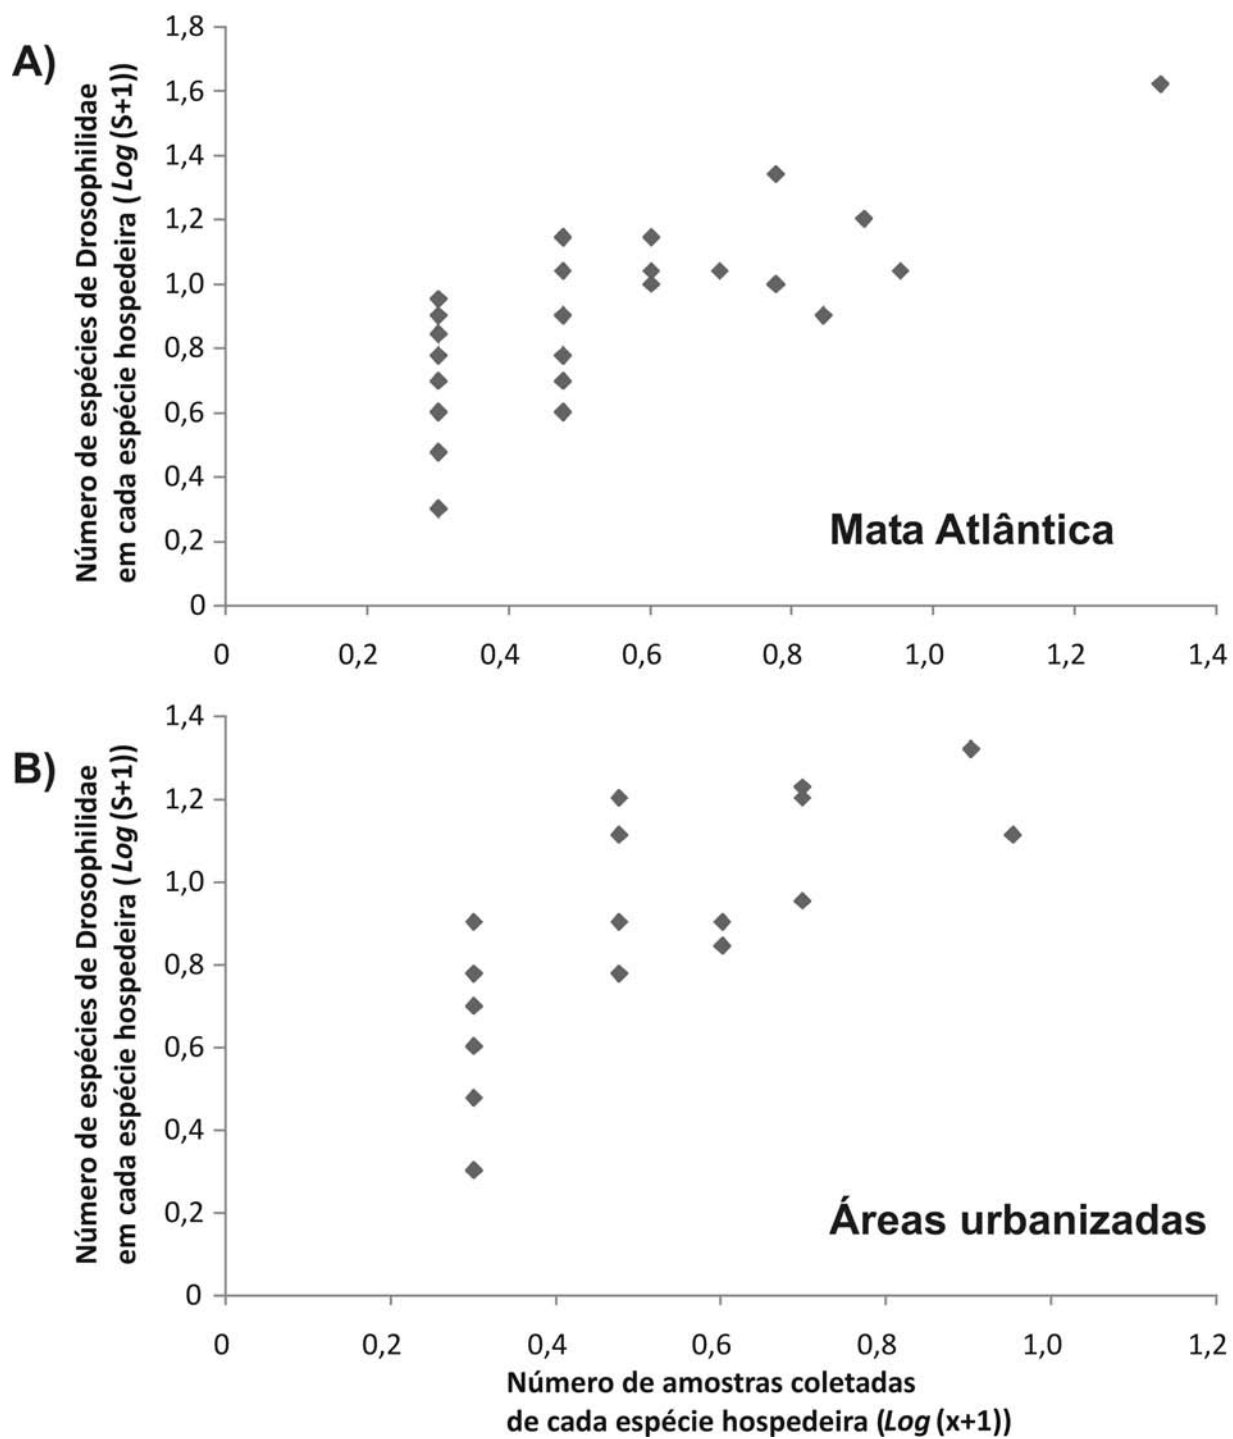 A)
Número de espécies de Drosophilidae
em cada espécie hospedeira (Log (S+1))
1,8
1,6
1,4
1,2
1,0
0,8
0,6
0,4
0,2
0
Mata Atlântica
0 0,2 0,4 0,6 0,8 1,0 1,2 1,4
B)
Número de espécies de Drosophilidae
em cada espécie hospedeira (Log (S+1))
1,4
1,2
1,0
0,8
0,6
0,4
0,2
0
Áreas urbanizadas
0 0,2 0,4 0,6 0,8 1,0 1,2
Número de amostras coletadas
de cada espécie hospedeira (Log (x+1))